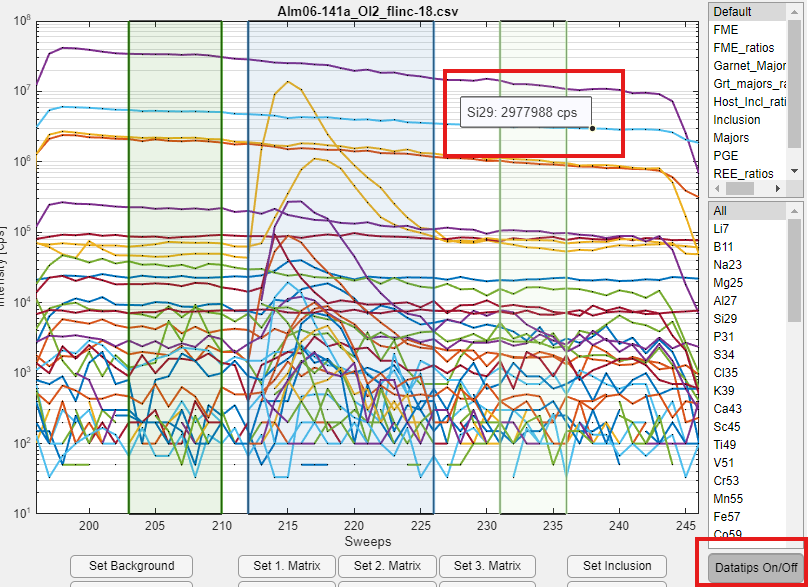 Alm06-141a_Ol2_flinc-18.csv
10^8
10^7
10^6
10^5
10^4
10^3
10^2
10^1
[cps]
Si29: 2977988 cps
200
205
210
215
220
225
230
235
240
245
Sweeps
Set Background
Set 1. Matrix
Set 2. Matrix
Set 3. Matrix
Set Inclusion
Default
FME
FME_ratios
Garnet_Major
Grt_majors_ra
Host_Incl_rati
Inclusion
Majors
PGE
REE_ratios
All
Li7
B11
Na23
Mg25
Al27
Si29
P31
S34
Cl35
K39
Ca43
Sc45
Ti49
V51
Cr53
Mn55
Fe57
Co59
Datatips On/Off